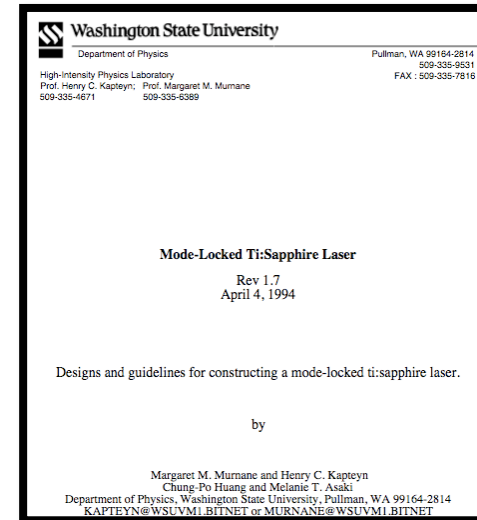 Washington State University
Department of Physics
Pullman, WA 99164-2814
509-335-9531
FAX : 509-335-7816
High-Intensity Physics Laboratory
Prof. Henry C. Kapteyn; Prof. Margaret M. Murnane
509-335-4671 509-335-6389
Mode-Locked Ti:Sapphire Laser
Rev 1.7
April 4, 1994
Designs and guidelines for constructing a mode-locked ti:sapphire laser.
by
Margaret M. Murnane and Henry C. Kapteyn
Chung-Po Huang and Melanie T. Asaki
Department of Physics, Washington State University, Pullman, WA 99164-2814
KAPTEYN@WSUVM1.BITNET or MURNANE@WSUVM1.BITNET